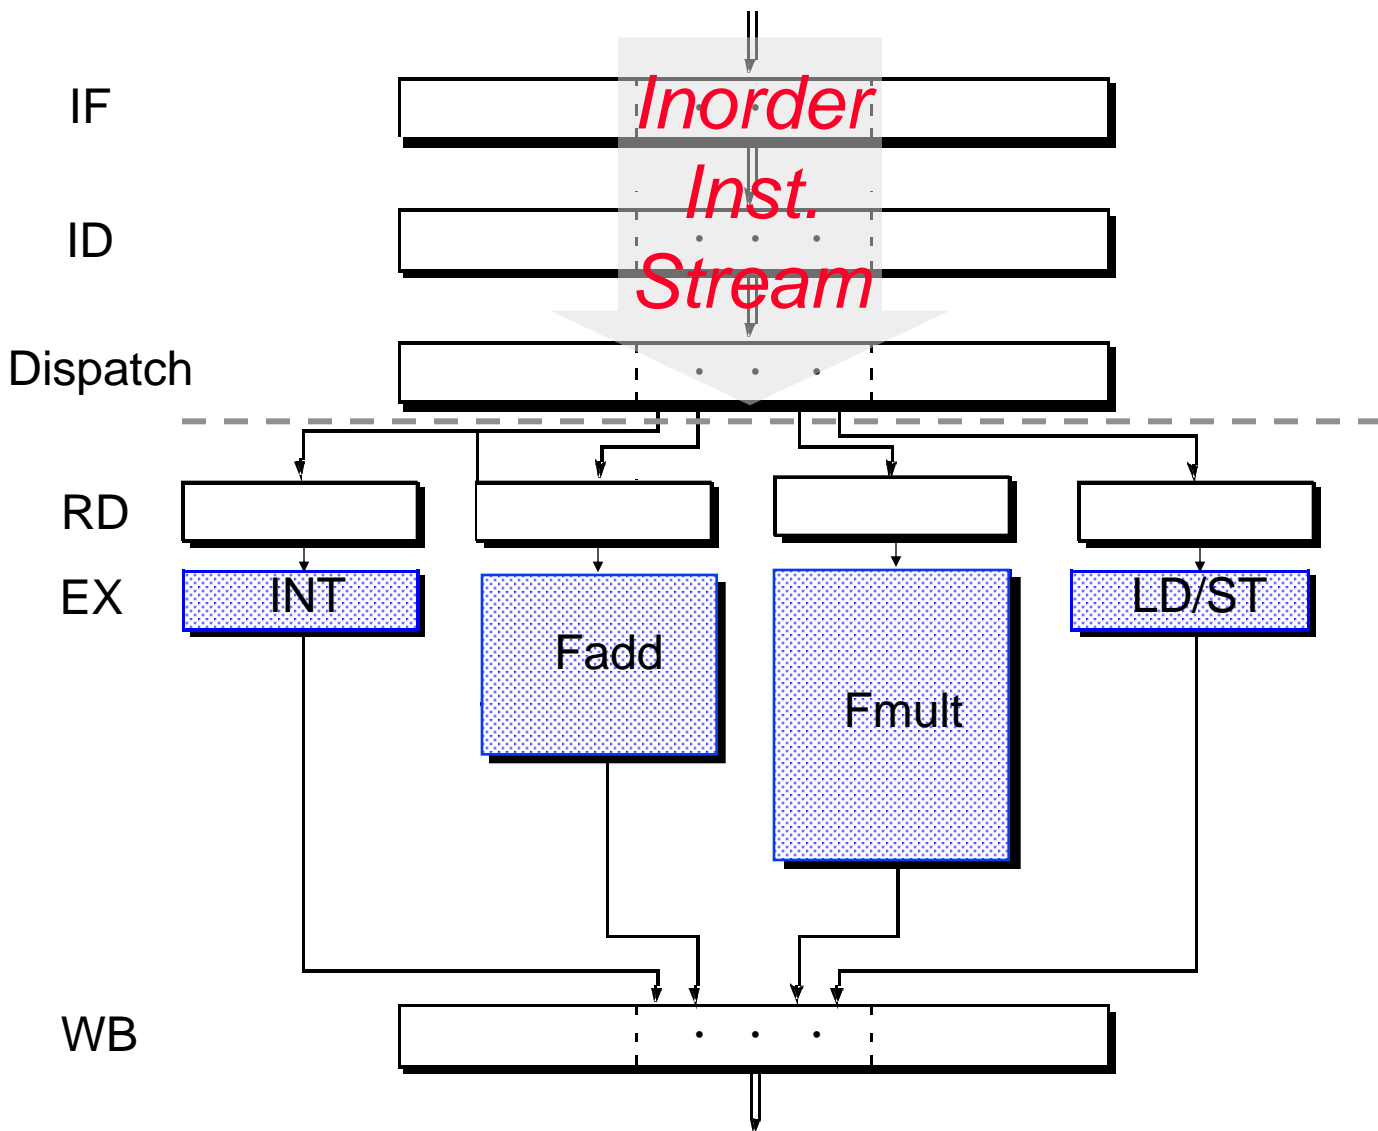 IF
Inorder
Inst.
ID
Stream
Dispatch
RD
EX
INT
LD/ST
Fadd
Fmult
WB